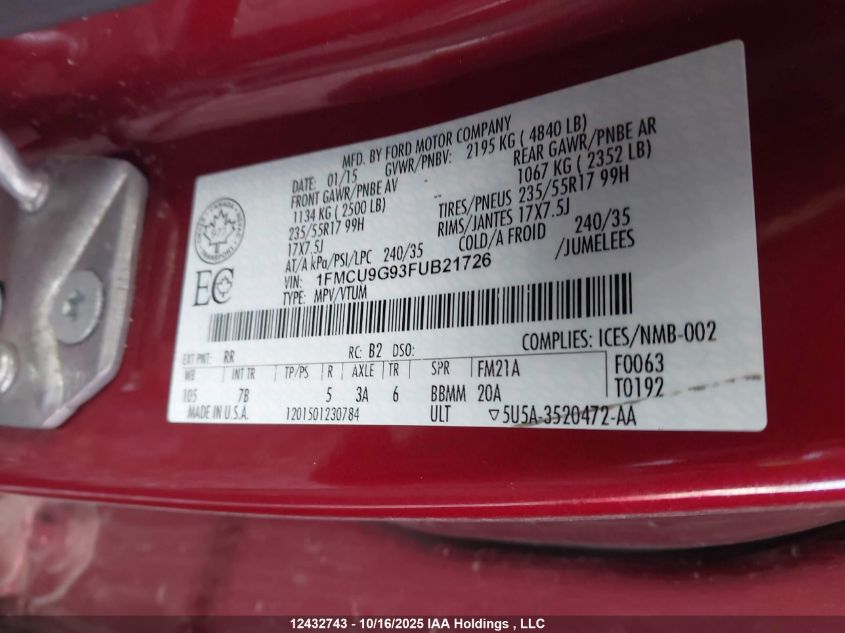 MFD. BY FORD MOTOR COMPANY
DATE: 01/15 GVWR/PNBV: 2195 KG ( 4840 LB)
FRONT GAWR/PNBE AV REAR GAWR/PNBE AR
1134 KG ( 2500 LB) 1067 KG ( 2352 LB)
235/55R17 99H TIRES/PNEUS 235/55R17 99H
17X7.5J RIMS/JANTES 17X7.5J
AT/A kPa/PSI/LPC 240/35 COLD/A FROID 240/35
VIN: 1FMCU9G93FUB21726 /JUMELEES
TYPE: MPV/VTUM
EC
COMPLIES: ICES/NMB-002
EXT PNT: RR RC: B2 DSO: F0063
WB INT TR TP/PS R AXLE TR SPR FM21A T0192
105 7B 5 3A 6 BBMM 20A
MADE IN U.S.A. 1201501230784 ULT ▽5U5A-3520472-AA
12432743 - 10/16/2025 IAA Holdings , LLC